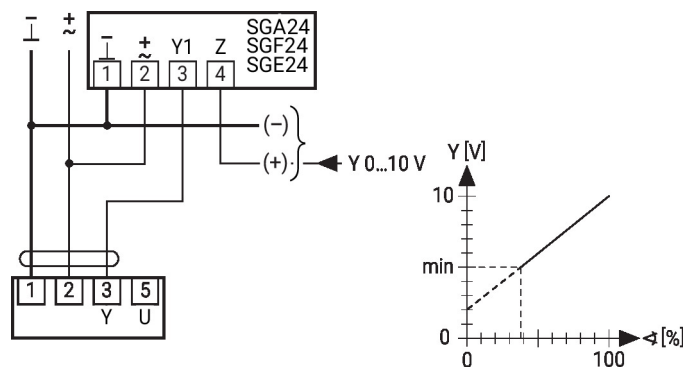 ⊥ − ~ +
SGA24
SGF24
SGE24
⊥ − ~ + Y1 Z
1 2 3 4
(−)
(+) Y 0...10 V
1 2 3 5
Y U
Y [V]
10
min
0
0 100 ∢ [%]